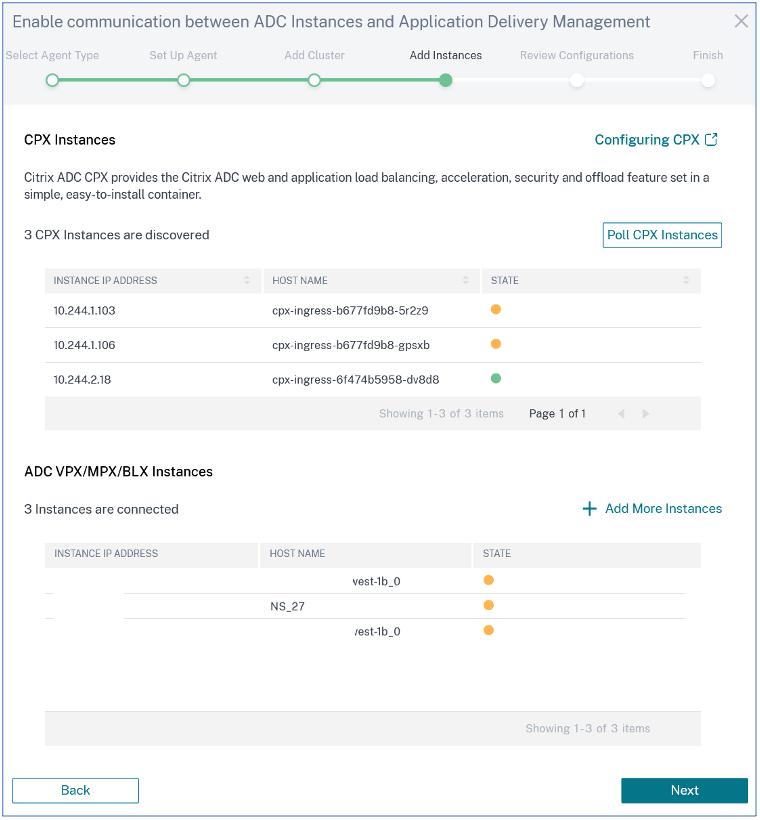 Enable communication between ADC Instances and Application Delivery Management
Select Agent Type Set Up Agent Add Cluster Add Instances Review Configurations Finish
CPX Instances Configuring CPX
Citrix ADC CPX provides the Citrix ADC web and application load balancing, acceleration, security and offload feature set in a
simple, easy-to-install container.
3 CPX Instances are discovered Poll CPX Instances
INSTANCE IP ADDRESS HOST NAME STATE
10.244.1.103 cpx-ingress-b677fd9b8-5r2z9
10.244.1.106 cpx-ingress-b677fd9b8-gpsxb
10.244.2.18 cpx-ingress-6f474b5958-dv8d8
Showing 1-3 of 3 items Page 1 of 1
ADC VPX/MPX/BLX Instances
3 Instances are connected + Add More Instances
INSTANCE IP ADDRESS HOST NAME STATE
vest-1b_0
NS_27
vest-1b_0
Showing 1-3 of 3 items
Back Next